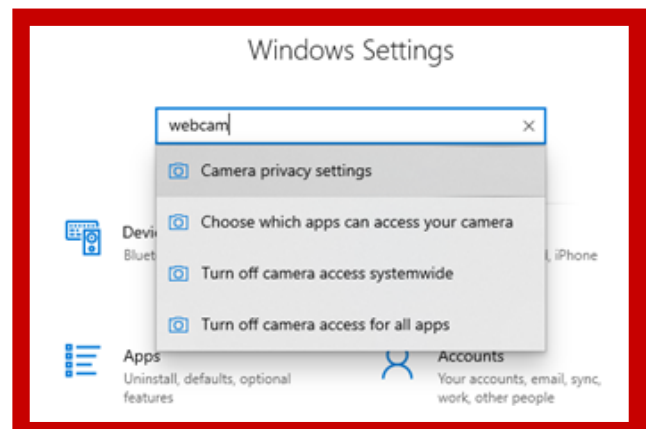 Windows Settings
webcam
Camera privacy settings
Choose which apps can access your camera
Devi
Bluet
, iPhone
Turn off camera access systemwide
Turn off camera access for all apps
Apps
Uninstall, defaults, optional
features
Accounts
Your accounts, email, sync,
work, other people